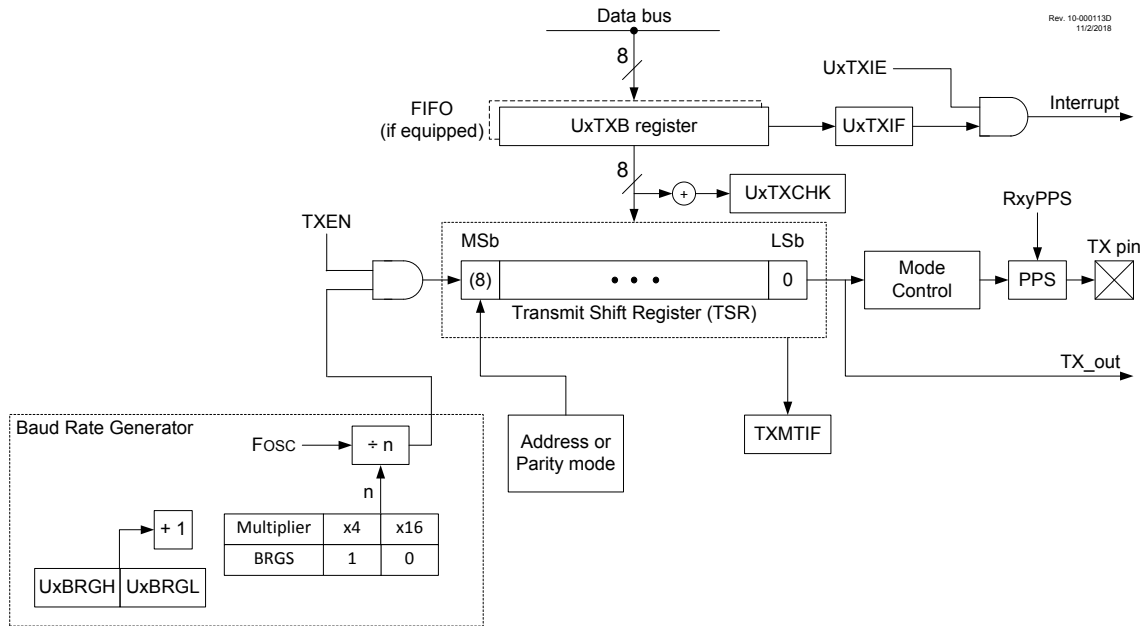 Data bus
Rev. 10-000113D
11/2/2018
8
UxTXIE
FIFO
(if equipped)
UxTXB register
UxTXIF
Interrupt
8
+
UxTXCHK
RxyPPS
TXEN
MSb
LSb
TX pin
(8)
• • •
0
Mode
Control
PPS
Transmit Shift Register (TSR)
TX_out
Baud Rate Generator
Address or
Parity mode
TXMTIF
FOSC
÷ n
n
+ 1
Multiplier x4 x16
BRGS 1 0
UxBRGH UxBRGL